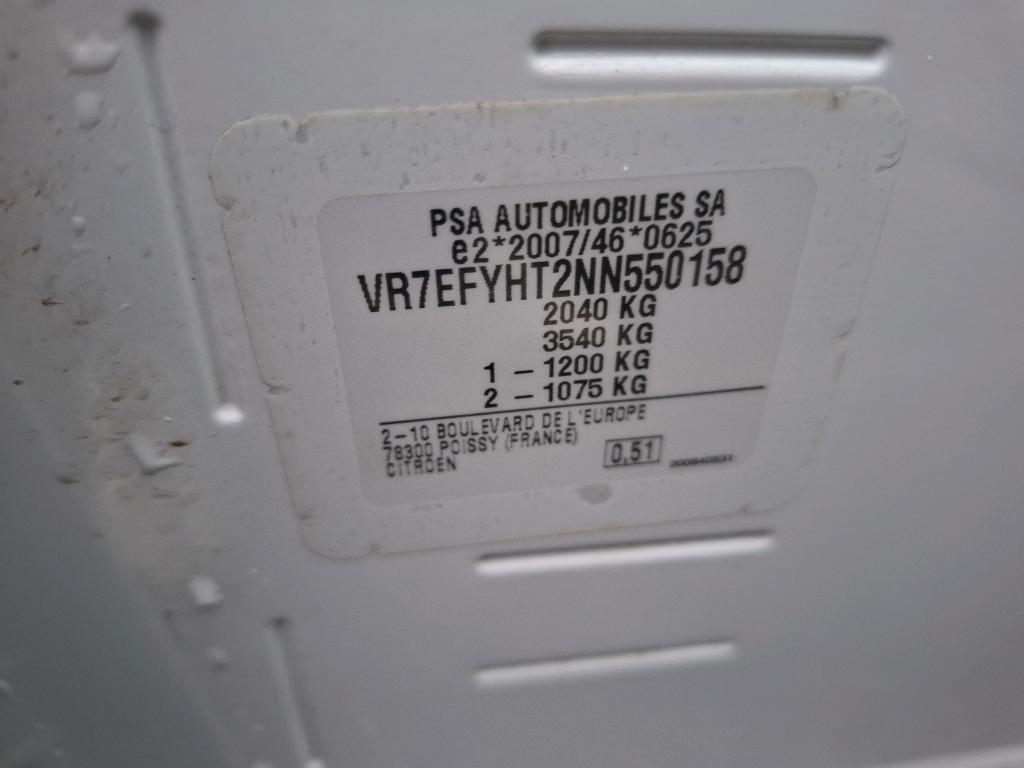 PSA AUTOMOBILES SA
e2*2007/46*0625
VR7EFYHT2NN550158
2040 KG
3540 KG
1 – 1200 KG
2 – 1075 KG
2–10 BOULEVARD DE L'EUROPE
78300 POISSY (FRANCE)
CITROEN
0,51